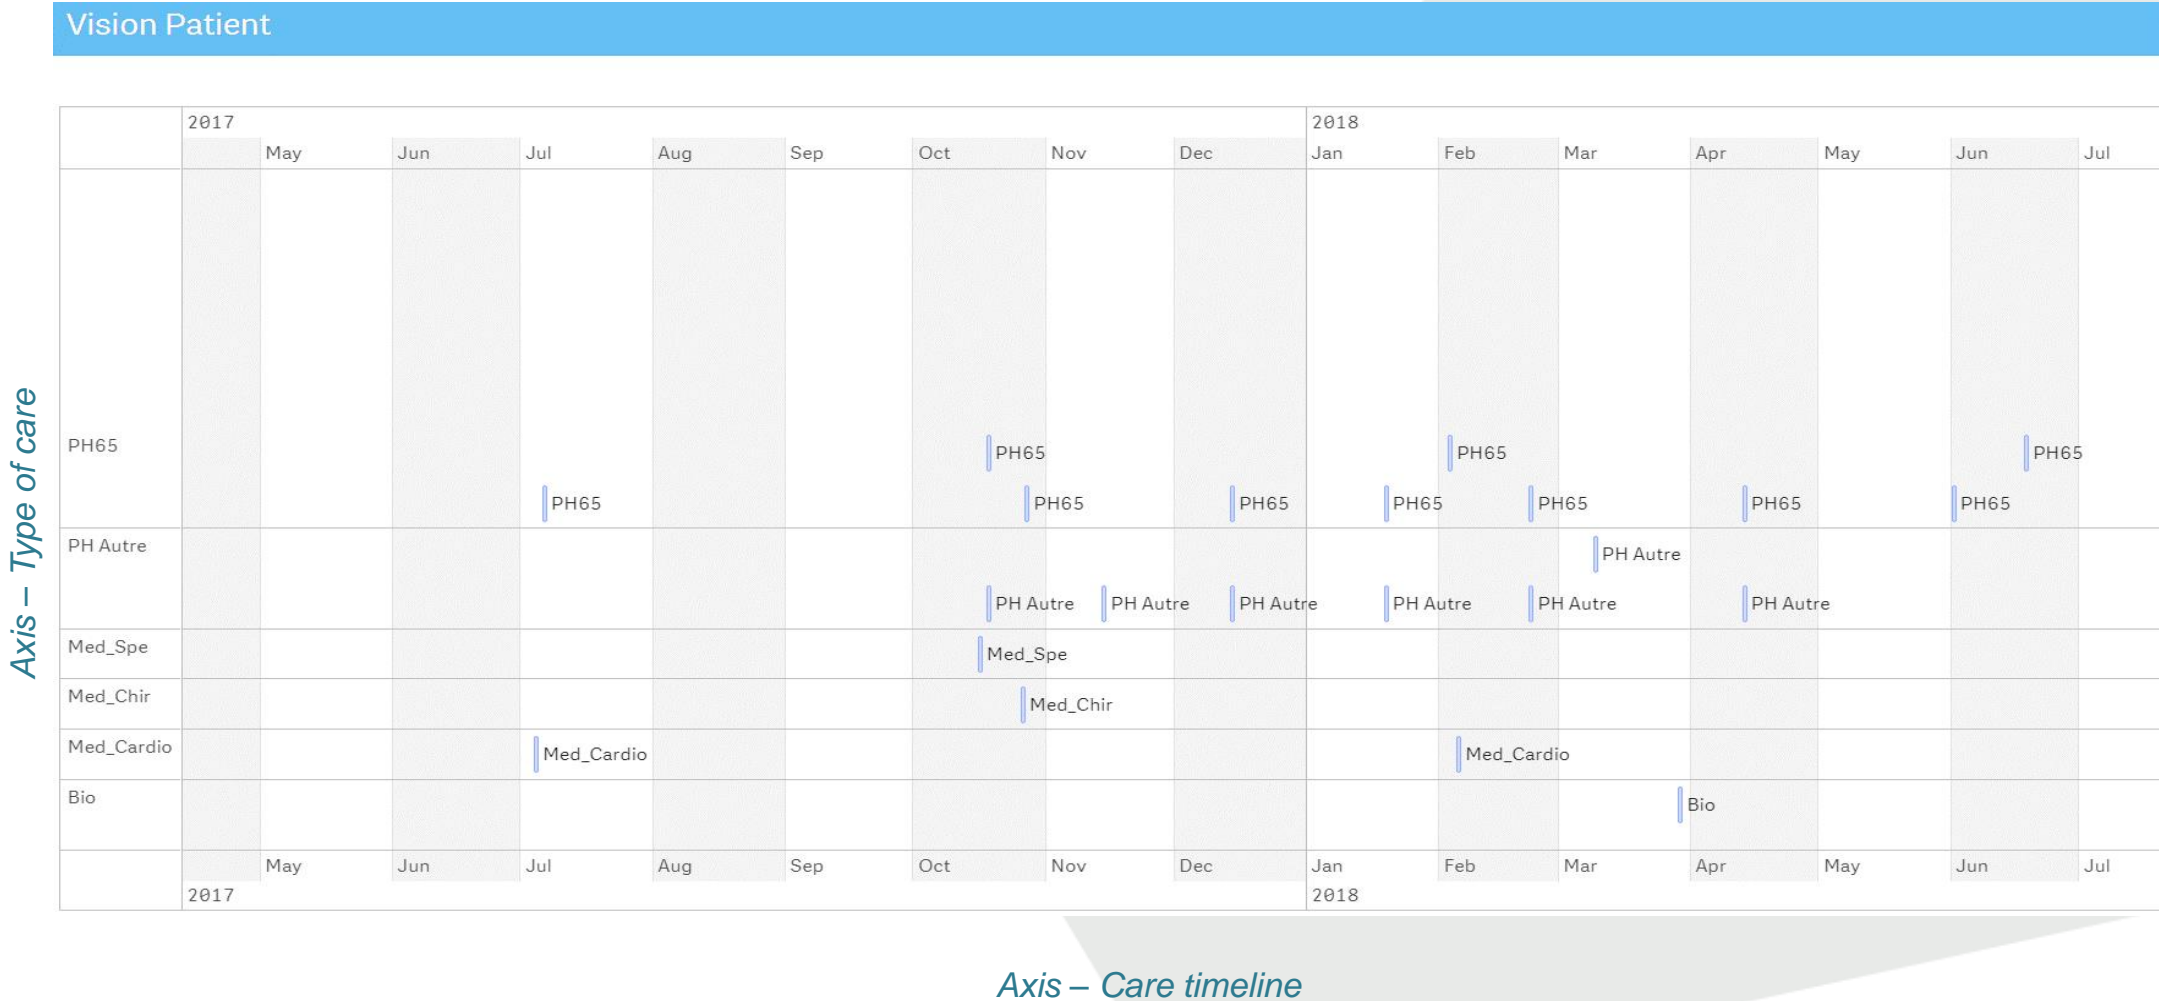 Vision Patient
2017 2018
May Jun Jul Aug Sep Oct Nov Dec Jan Feb Mar Apr May Jun Jul
Axis – Type of care
PH65 PH65 PH65 PH65
PH65 PH65 PH65 PH65 PH65 PH65 PH65
PH Autre PH Autre
PH Autre PH Autre PH Autre PH Autre PH Autre PH Autre
Med_Spe Med_Spe
Med_Chir Med_Chir
Med_Cardio Med_Cardio Med_Cardio
Bio Bio
May Jun Jul Aug Sep Oct Nov Dec Jan Feb Mar Apr May Jun Jul
2017 2018
Axis – Care timeline